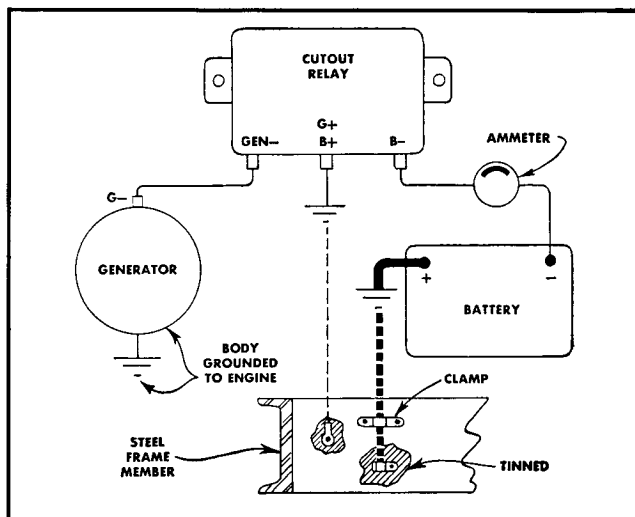 CUTOUT
RELAY
G+
GEN− B+ B−
AMMETER
G−
GENERATOR
+ −
BATTERY
BODY
GROUNDED
TO ENGINE
CLAMP
STEEL
FRAME
MEMBER
TINNED